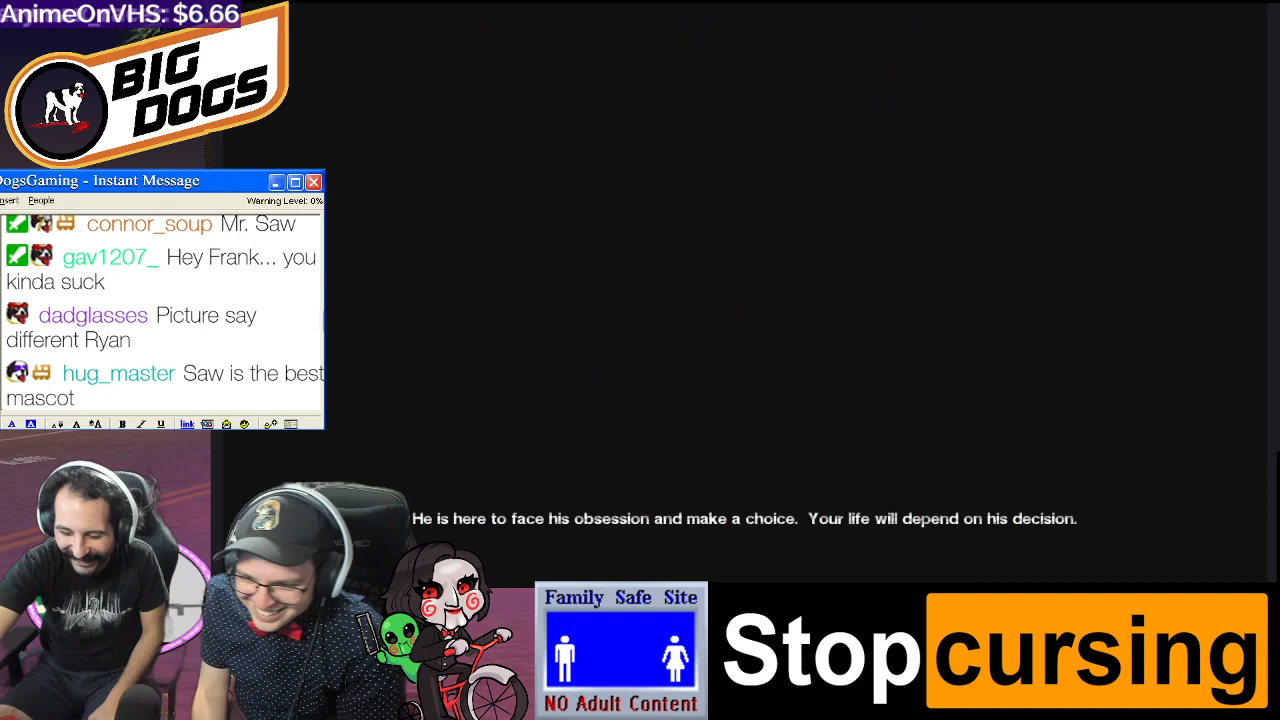 AnimeOnVHS: $6.66
BIG
DOGS
DogsGaming - Instant Message
nsert People Warning Level: 0%
connor_soup Mr. Saw
gav1207_ Hey Frank... you
kinda suck
dadglasses Picture say
different Ryan
hug_master Saw is the best
mascot
A A A A A B I U link
He is here to face his obsession and make a choice. Your life will depend on his decision.
Family Safe Site
NO Adult Content
Stop cursing